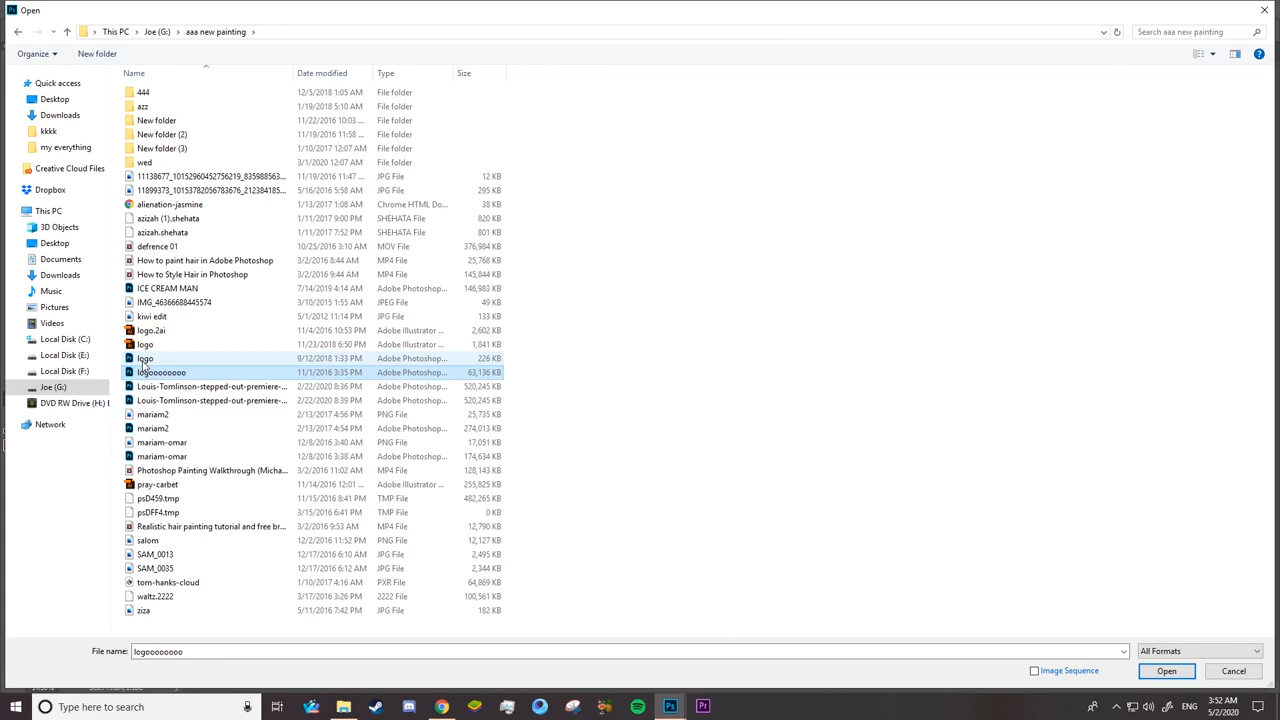 Open
This PC > Joe (G:) > aaa new painting >
Search aaa new painting
Organize
New folder
Name Date modified Type Size
Quick access
Desktop
Downloads
kkkk
my everything
Creative Cloud Files
Dropbox
This PC
3D Objects
Desktop
Documents
Downloads
Music
Pictures
Videos
Local Disk (C:)
Local Disk (E:)
Local Disk (F:)
Joe (G:)
DVD RW Drive (H:) E
Network
444 12/5/2018 1:05 AM File folder
azz 1/19/2018 5:10 AM File folder
New folder 11/22/2016 10:03 ... File folder
New folder (2) 11/19/2016 11:58 ... File folder
New folder (3) 1/10/2017 12:07 AM File folder
wed 3/1/2020 12:07 AM File folder
11138677_10152960452756219_835988563... 11/19/2016 11:47 ... JPG File 12 KB
11899373_10153782056783676_212384185... 5/16/2016 5:58 AM JPG File 295 KB
alienation-jasmine 1/13/2017 1:08 AM Chrome HTML Do... 38 KB
azizah (1).shehata 1/11/2017 9:00 PM SHEHATA File 820 KB
azizah.shehata 1/11/2017 7:52 PM SHEHATA File 801 KB
defrence 01 10/25/2016 3:10 AM MOV File 376,984 KB
How to paint hair in Adobe Photoshop 3/2/2016 8:44 AM MP4 File 25,768 KB
How to Style Hair in Photoshop 3/2/2016 9:44 AM MP4 File 145,844 KB
ICE CREAM MAN 7/14/2019 4:14 AM Adobe Photoshop... 146,983 KB
IMG_46366688445574 3/10/2015 1:55 AM JPEG File 49 KB
kiwi edit 5/1/2012 11:14 PM JPG File 133 KB
logo.2ai 11/4/2016 10:53 PM Adobe Illustrator ... 2,602 KB
logo 11/23/2018 6:50 PM Adobe Illustrator ... 1,841 KB
logo 9/12/2018 1:33 PM Adobe Photoshop... 226 KB
logoooooooo 11/1/2016 3:35 PM Adobe Photoshop... 63,136 KB
Louis-Tomlinson-stepped-out-premiere-... 2/22/2020 8:36 PM Adobe Photoshop... 520,245 KB
Louis-Tomlinson-stepped-out-premiere-... 2/22/2020 8:39 PM Adobe Photoshop... 520,245 KB
mariam2 2/13/2017 4:56 PM PNG File 25,735 KB
mariam2 2/13/2017 4:54 PM Adobe Photoshop... 274,013 KB
mariam-omar 12/8/2016 3:40 AM PNG File 17,051 KB
mariam-omar 12/8/2016 3:38 AM Adobe Photoshop... 174,634 KB
Photoshop Painting Walkthrough (Micha... 3/2/2016 11:02 AM MP4 File 128,143 KB
pray-carbet 11/14/2016 12:01 ... Adobe Illustrator ... 255,825 KB
psD459.tmp 11/15/2016 8:41 PM TMP File 482,265 KB
psDFF4.tmp 3/15/2016 6:41 PM TMP File 0 KB
Realistic hair painting tutorial and free br... 3/2/2016 9:53 AM MP4 File 12,790 KB
salom 12/2/2016 11:52 PM PNG File 12,127 KB
SAM_0013 12/17/2016 6:10 AM JPG File 2,495 KB
SAM_0035 12/17/2016 6:12 AM JPG File 2,344 KB
tom-hanks-cloud 1/10/2017 4:16 AM PXR File 64,869 KB
waltz.2222 3/17/2016 3:26 PM 2222 File 100,561 KB
ziza 5/11/2016 7:42 PM JPG File 182 KB
File name: logoooooooo
All Formats
Image Sequence
Open
Cancel
Type here to search
3:52 AM
5/2/2020